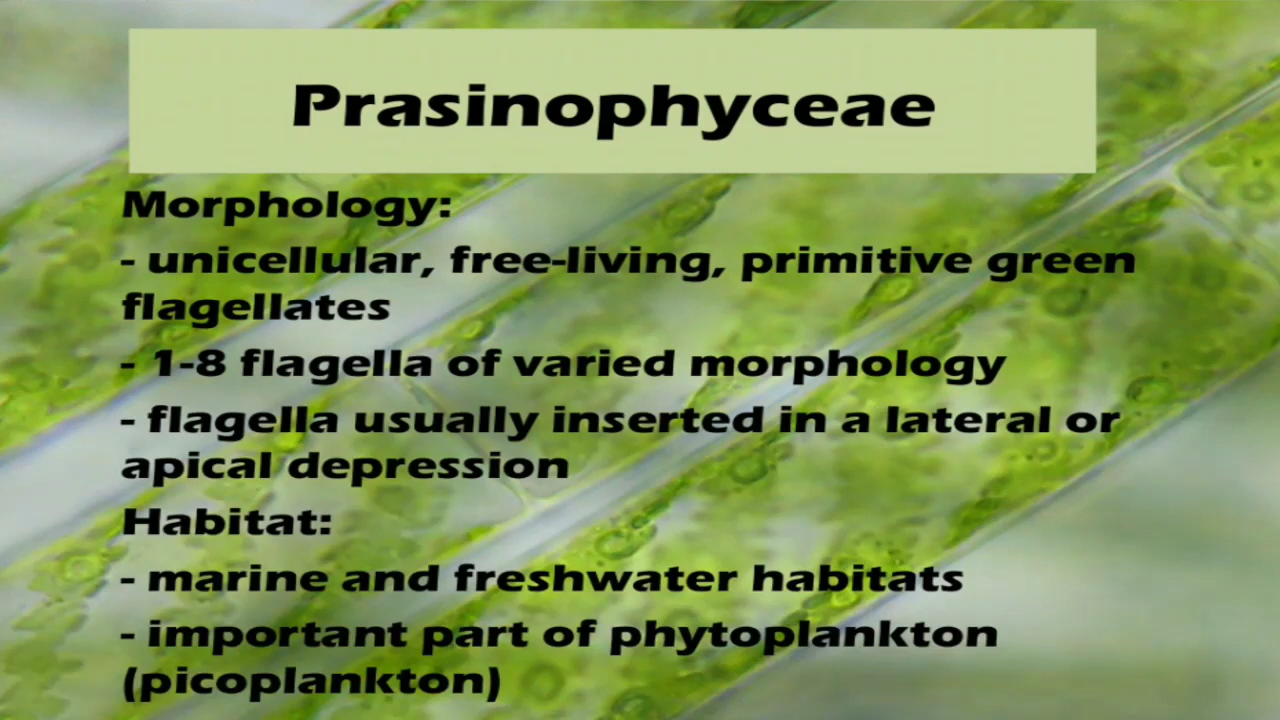 Prasinophyceae
Morphology:
- unicellular, free-living, primitive green
flagellates
- 1-8 flagella of varied morphology
- flagella usually inserted in a lateral or
apical depression
Habitat:
- marine and freshwater habitats
- important part of phytoplankton
(picoplankton)